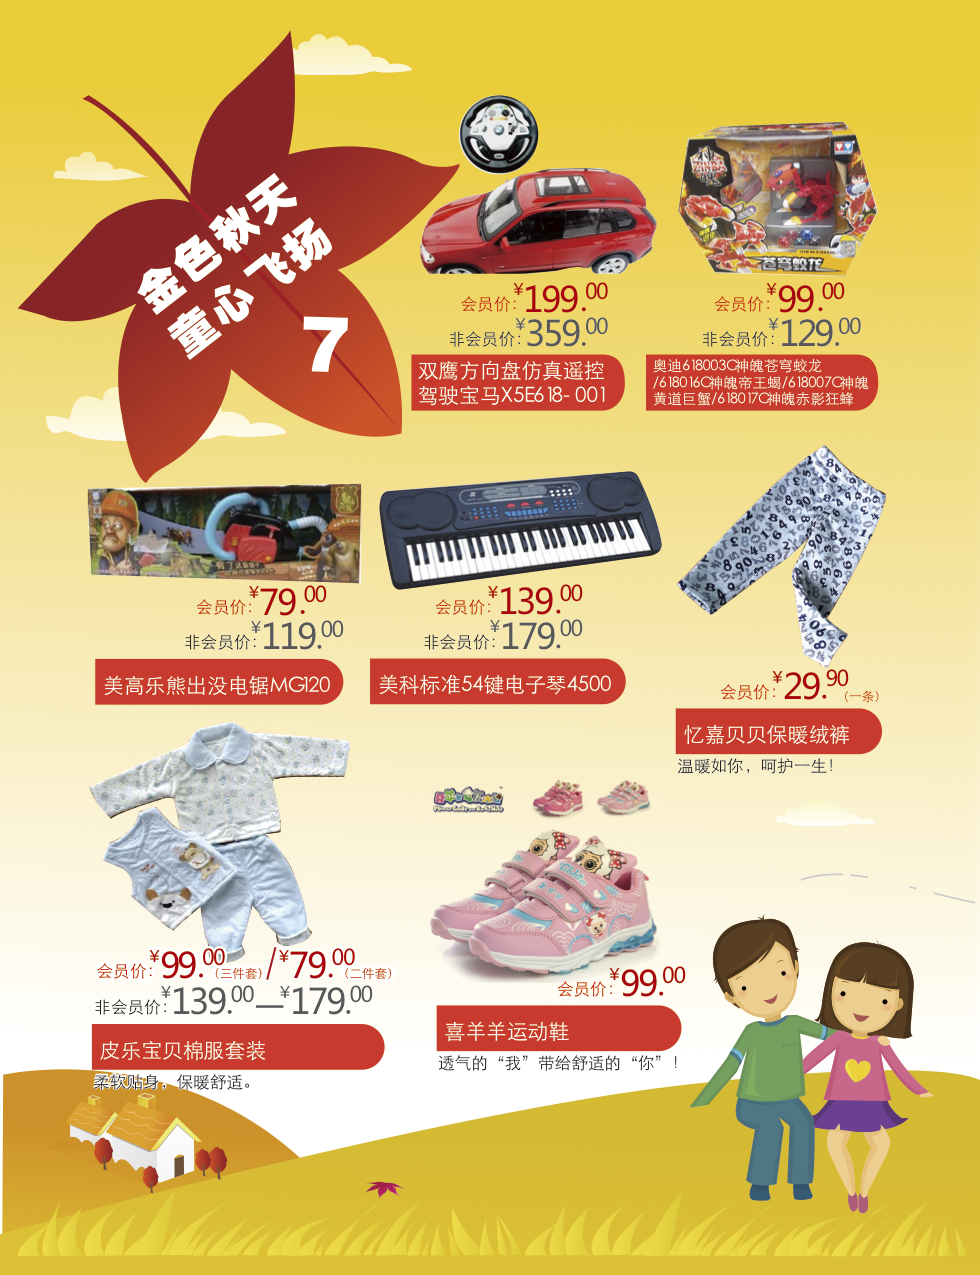 金色秋天
童心飞扬
7
ZINBA
苍穹蛟龙
会员价:¥199.00
非会员价:¥359.00
双鹰方向盘仿真遥控
驾驶宝马X5E618-001
会员价:¥99.00
非会员价:¥129.00
奥迪618003C神魄苍穹蛟龙
/618016C神魄帝王蝎/618007C神魄
黄道巨蟹/618017C神魄赤影狂蜂
会员价:¥79.00
非会员价:¥119.00
美高乐熊出没电锯MG120
会员价:¥139.00
非会员价:¥179.00
美科标准54键电子琴4500
会员价:¥29.90(一条)
忆嘉贝贝保暖绒裤
温暖如你，呵护一生！
会员价:¥99.00(三件套)/¥79.00(二件套)
非会员价:¥139.00—¥179.00
皮乐宝贝棉服套装
柔软贴身，保暖舒适。
会员价:¥99.00
喜羊羊运动鞋
透气的“我”带给舒适的“你”！